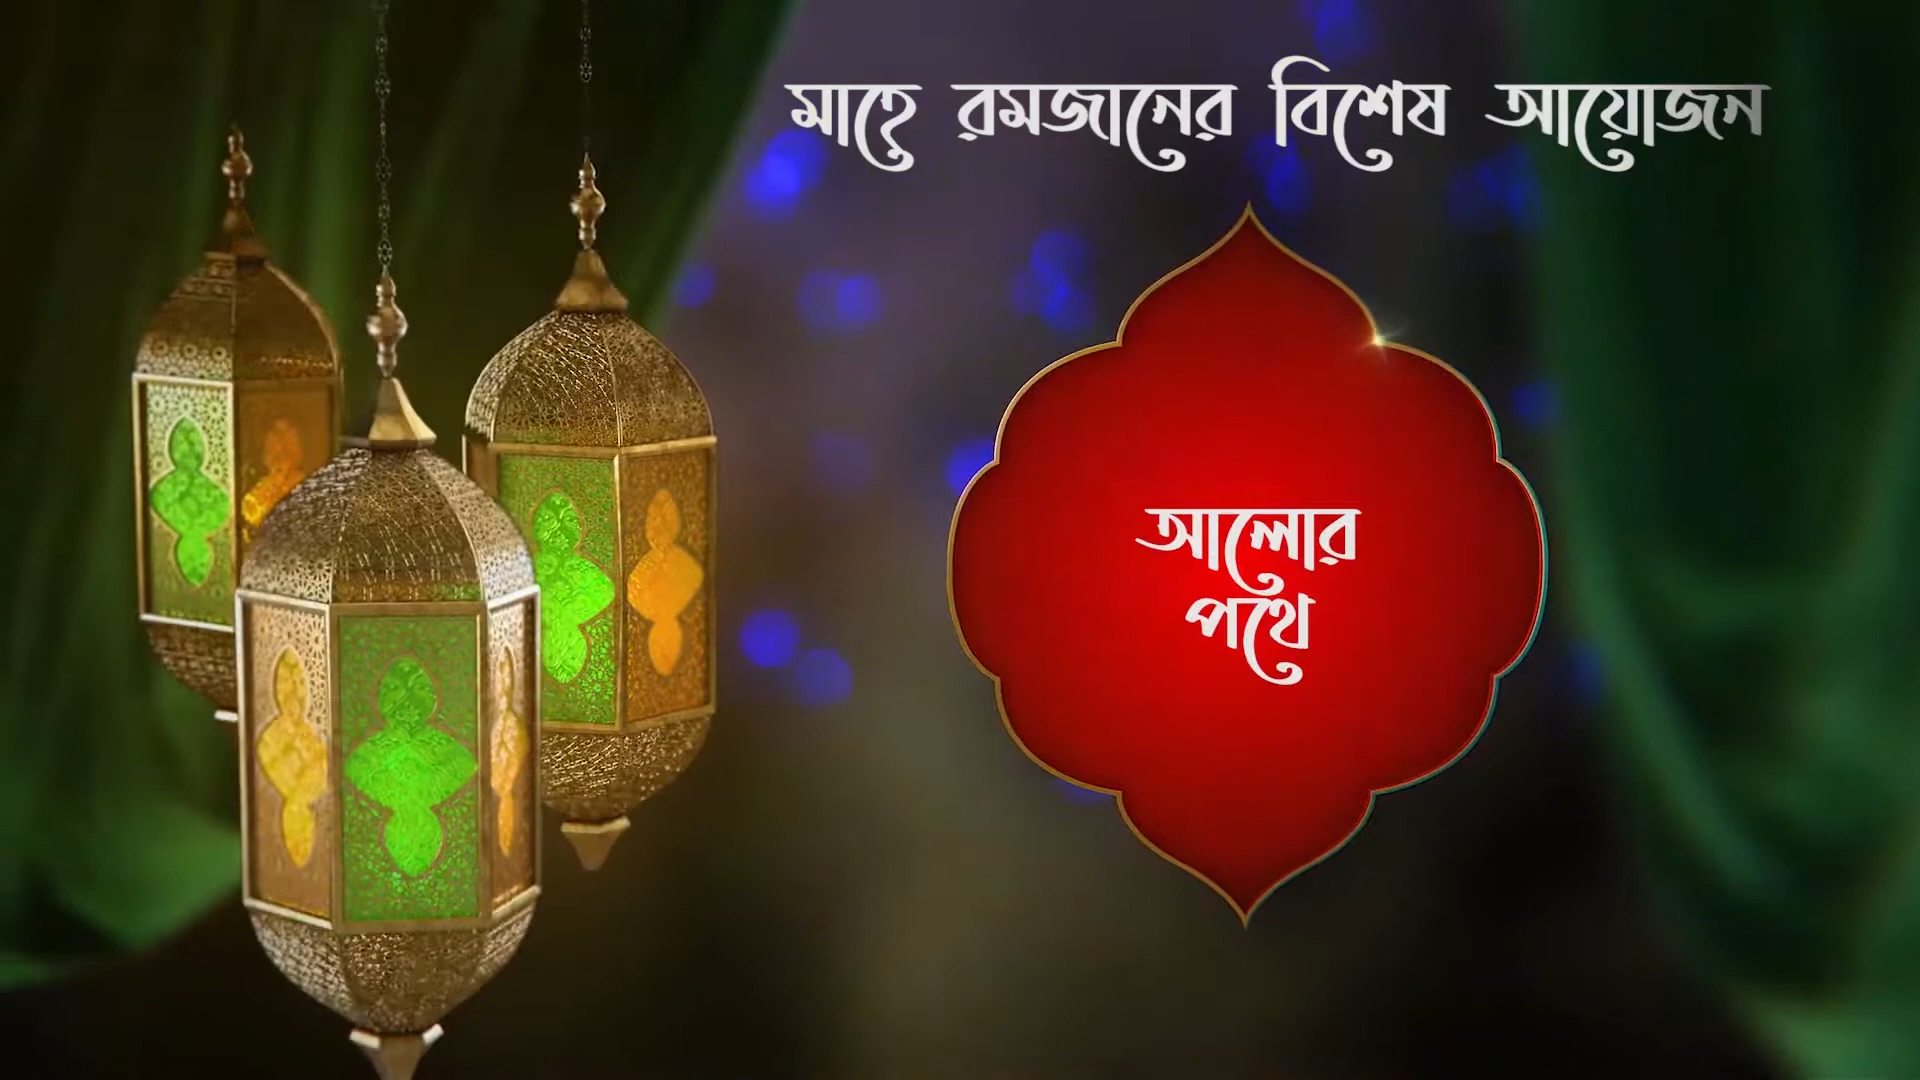 মাহে রমজানের বিশেষ আয়োজন
আলোর
পথে